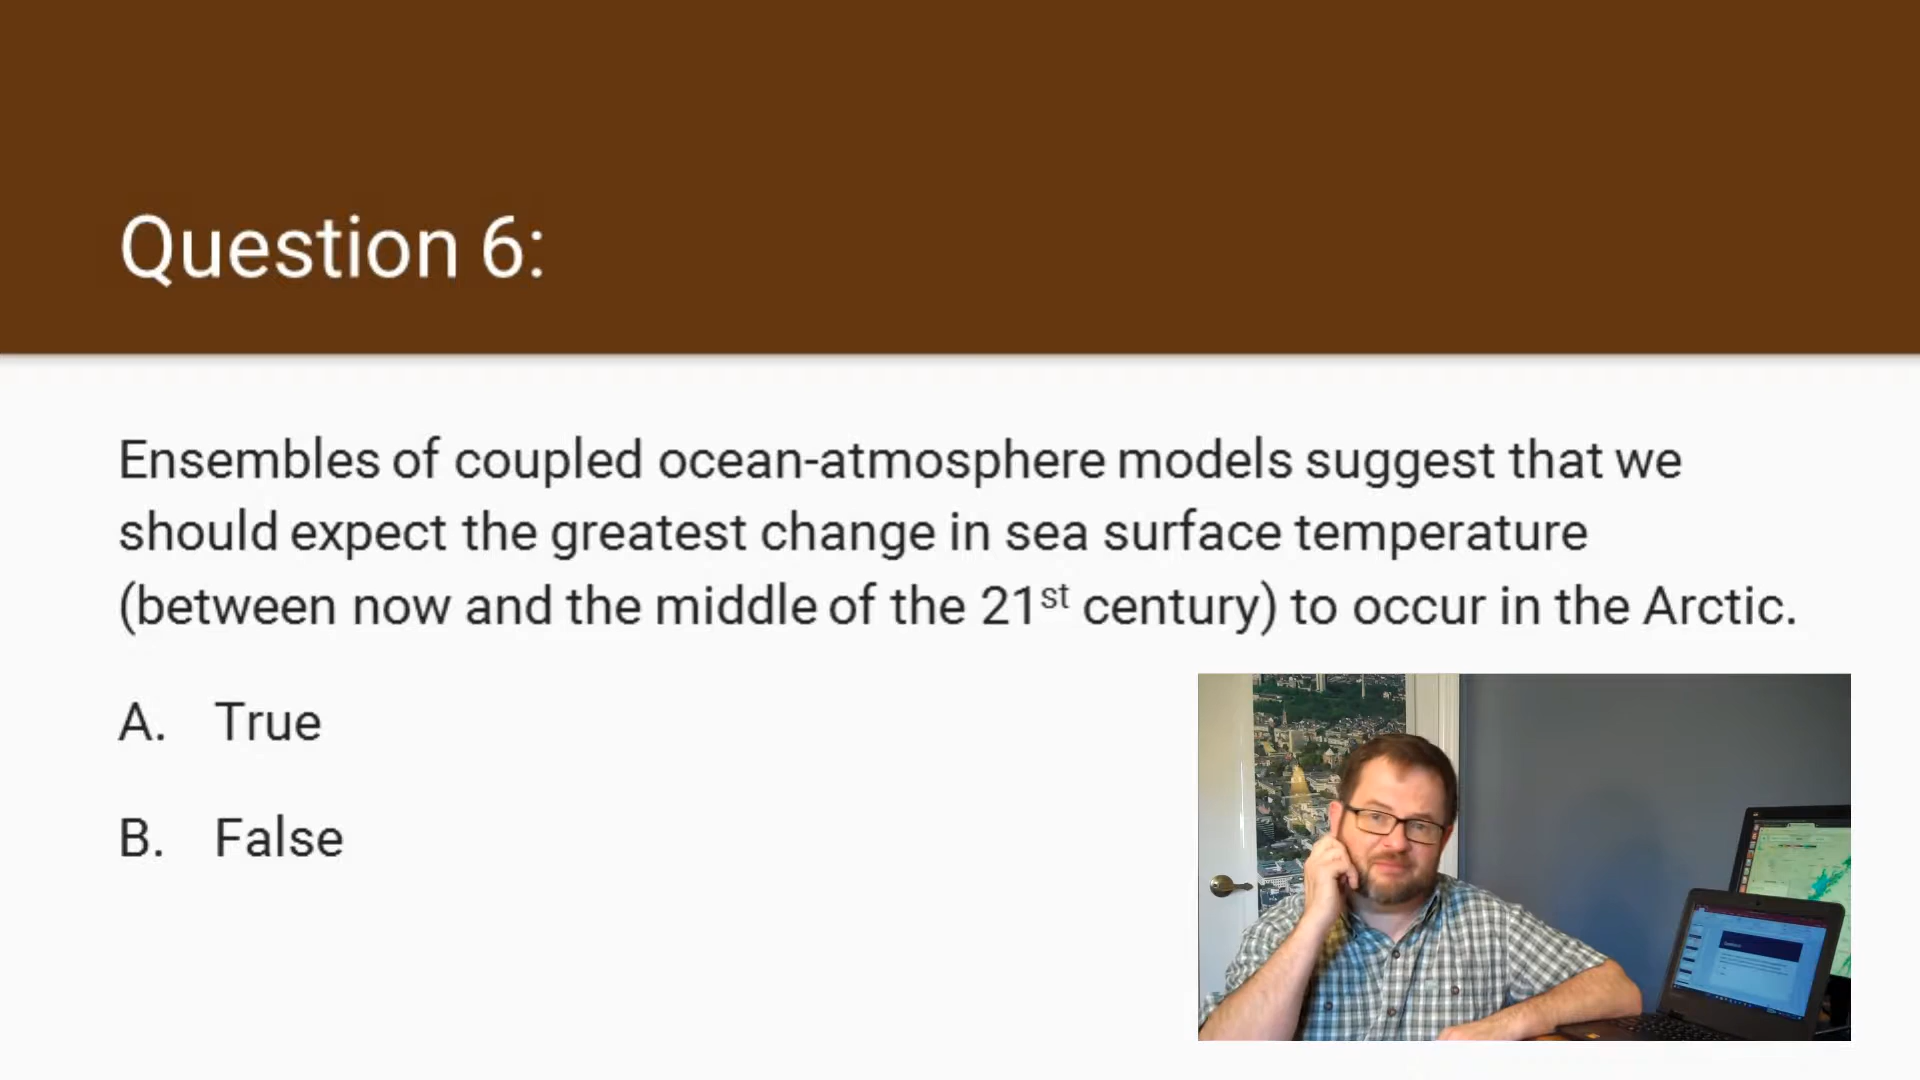 Question 6:
Ensembles of coupled ocean-atmosphere models suggest that we
should expect the greatest change in sea surface temperature
(between now and the middle of the 21st century) to occur in the Arctic.
A. True
B. False